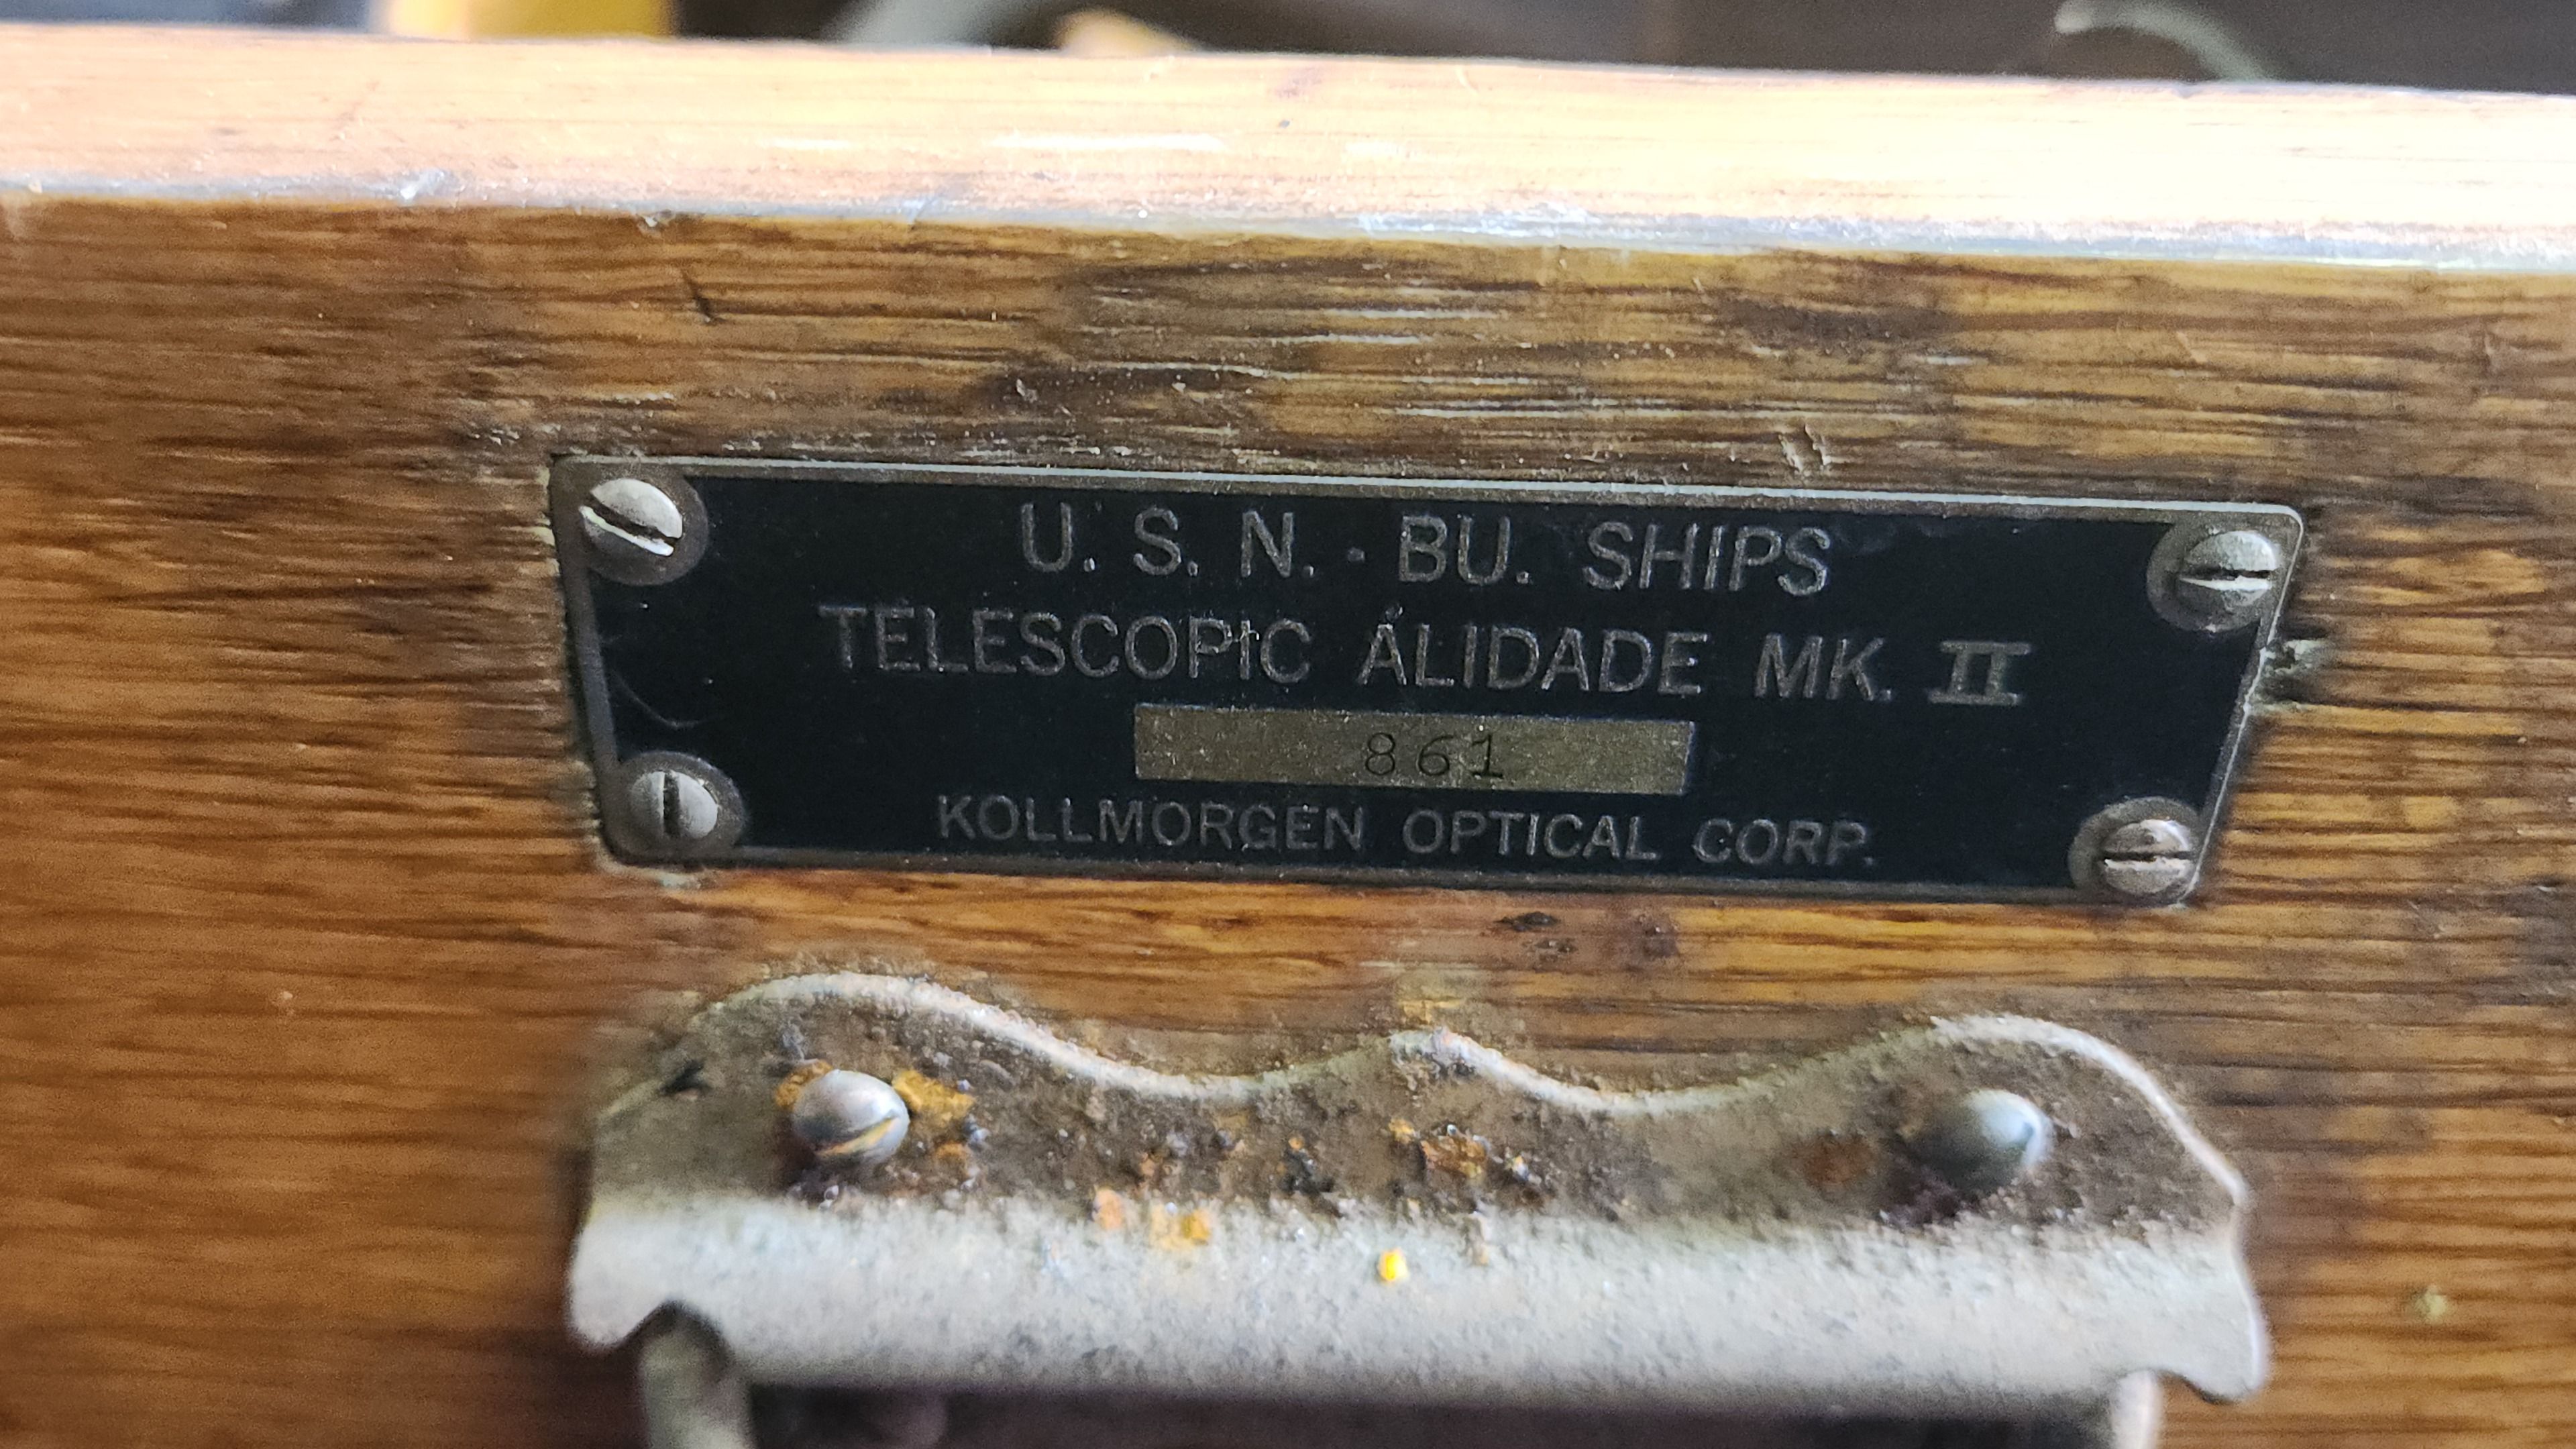 U. S. N. · BU. SHIPS
TELESCOPIC ALIDADE MK. II
861
KOLLMORGEN OPTICAL CORP.